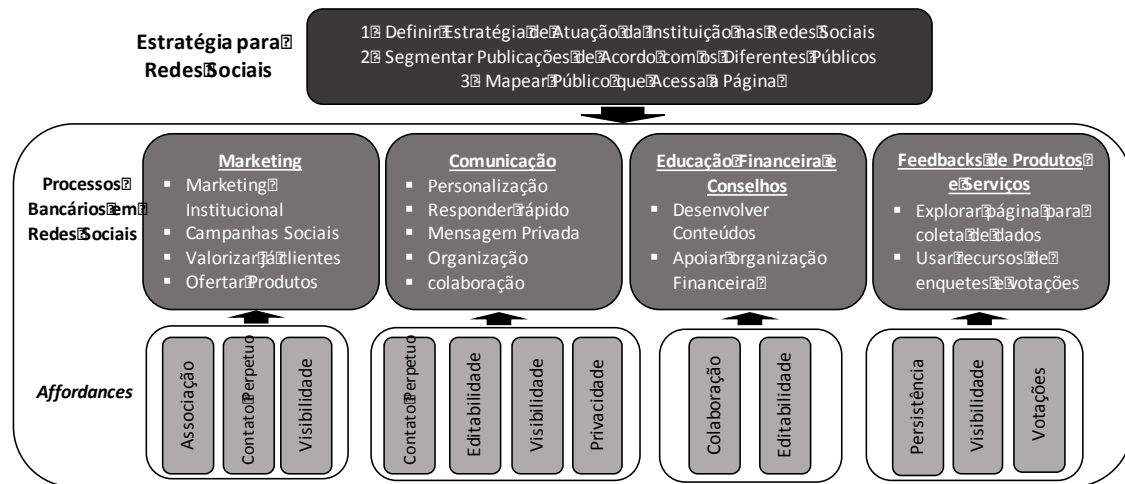 Estratégia para
Redes Sociais
1 - Definir Estratégia de Atuação da Instituição nas Redes Sociais
2 - Segmentar Publicações de Acordo com os Diferentes Públicos
3 - Mapear Público que Acessa a Página
Processos
Bancários em
Redes Sociais
Marketing
▪ Marketing
Institucional
▪ Campanhas Sociais
▪ Valorizar já clientes
▪ Ofertar Produtos
Comunicação
▪ Personalização
▪ Responder rápido
▪ Mensagem Privada
▪ Organização
▪ colaboração
Educação Financeira e
Conselhos
▪ Desenvolver
Conteúdos
▪ Apoiar organização
Financeira
Feedbacks de Produtos
e Serviços
▪ Explorar página para
coleta de dados
▪ Usar recursos de
enquetes e votações
Affordances
Associação
Contato Perpetuo
Visibilidade
Contato Perpetuo
Editabilidade
Visibilidade
Privacidade
Colaboração
Editabilidade
Persistência
Visibilidade
Votações